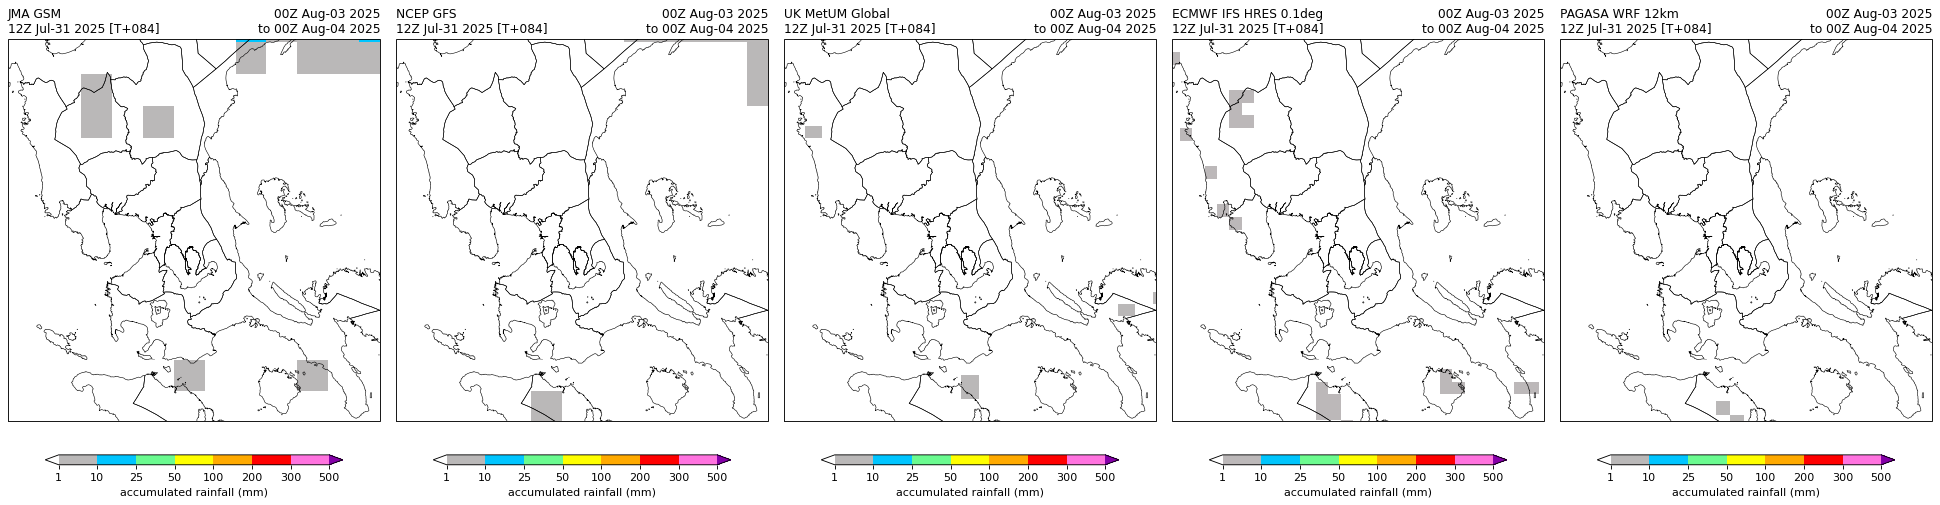 JMA GSM 00Z Aug-03 2025
12Z Jul-31 2025 [T+084] to 00Z Aug-04 2025
NCEP GFS 00Z Aug-03 2025
12Z Jul-31 2025 [T+084] to 00Z Aug-04 2025
UK MetUM Global 00Z Aug-03 2025
12Z Jul-31 2025 [T+084] to 00Z Aug-04 2025
ECMWF IFS HRES 0.1deg 00Z Aug-03 2025
12Z Jul-31 2025 [T+084] to 00Z Aug-04 2025
PAGASA WRF 12km 00Z Aug-03 2025
12Z Jul-31 2025 [T+084] to 00Z Aug-04 2025
1 10 25 50 100 200 300 500
accumulated rainfall (mm)
1 10 25 50 100 200 300 500
accumulated rainfall (mm)
1 10 25 50 100 200 300 500
accumulated rainfall (mm)
1 10 25 50 100 200 300 500
accumulated rainfall (mm)
1 10 25 50 100 200 300 500
accumulated rainfall (mm)